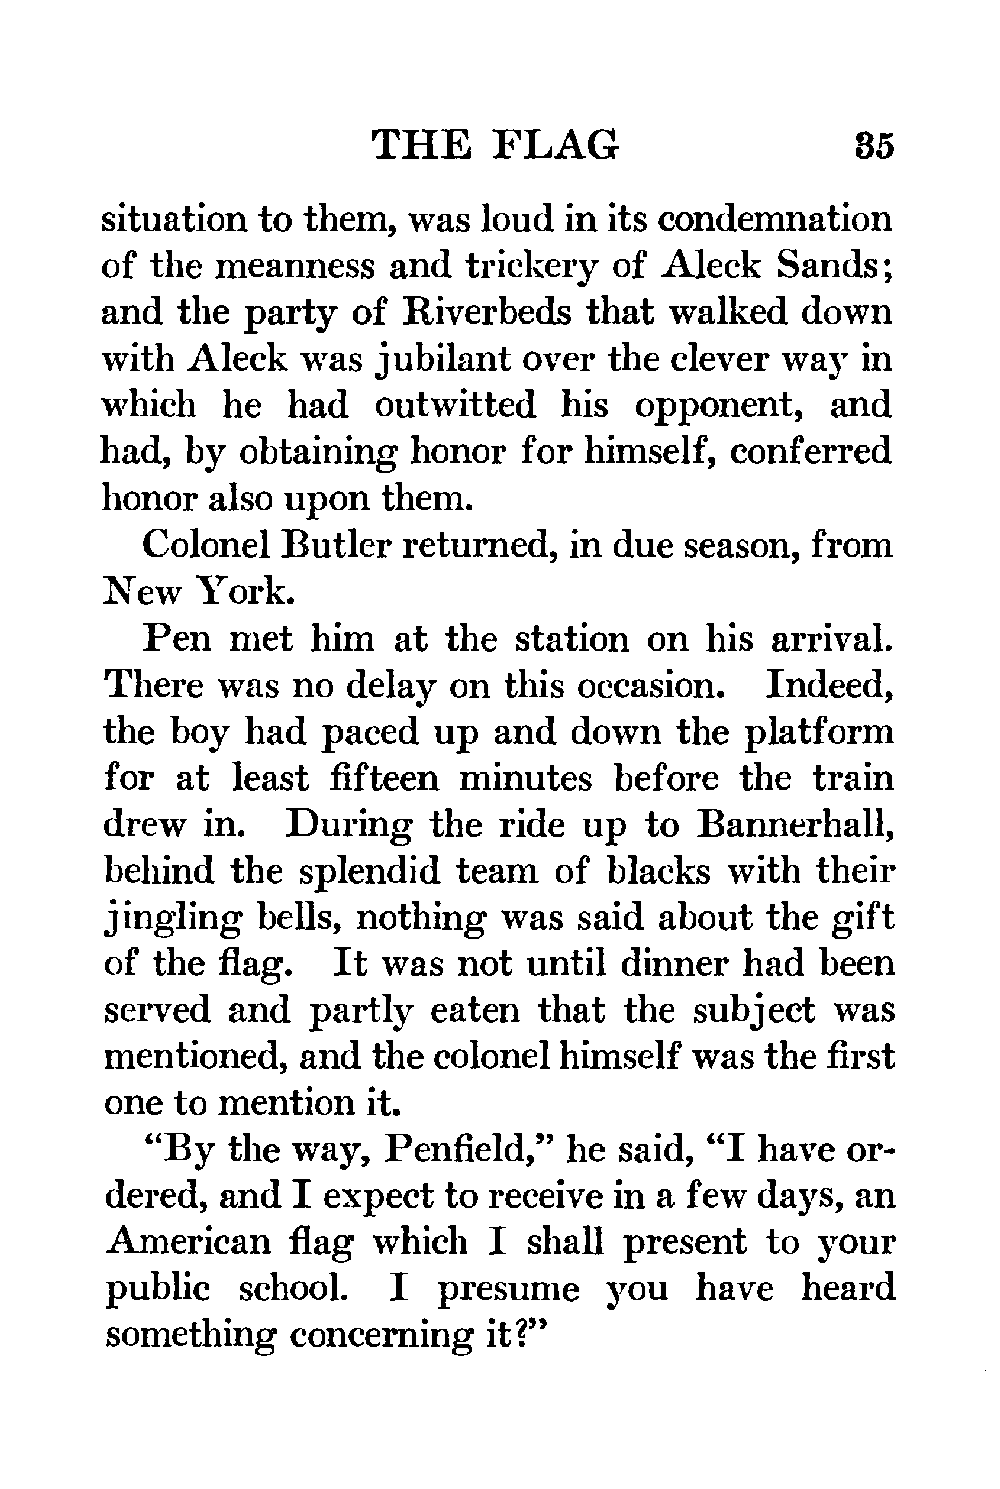 THE FLAG 35
situation to them, was loud in its condemnation
of the meanness and trickery of Aleck Sands;
and the party of Riverbeds that walked down
with Aleck was jubilant over the clever way in
which he had outwitted his opponent, and
had, by obtaining honor for himself, conferred
honor also upon them.
Colonel Butler returned, in due season, from
New York.
Pen met him at the station on his arrival.
There was no delay on this occasion. Indeed,
the boy had paced up and down the platform
for at least fifteen minutes before the train
drew in. During the ride up to Bannerhall,
behind the splendid team of blacks with their
jingling bells, nothing was said about the gift
of the flag. It was not until dinner had been
served and partly eaten that the subject was
mentioned, and the colonel himself was the first
one to mention it.
“By the way, Penfield,” he said, “I have or-
dered, and I expect to receive in a few days, an
American flag which I shall present to your
public school. I presume you have heard
something concerning it?”